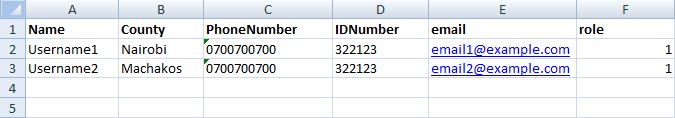 A B C D E F
1 Name County PhoneNumber IDNumber email role
2 Username1 Nairobi 0700700700 322123 email1@example.com 1
3 Username2 Machakos 0700700700 322123 email2@example.com 1
4
5